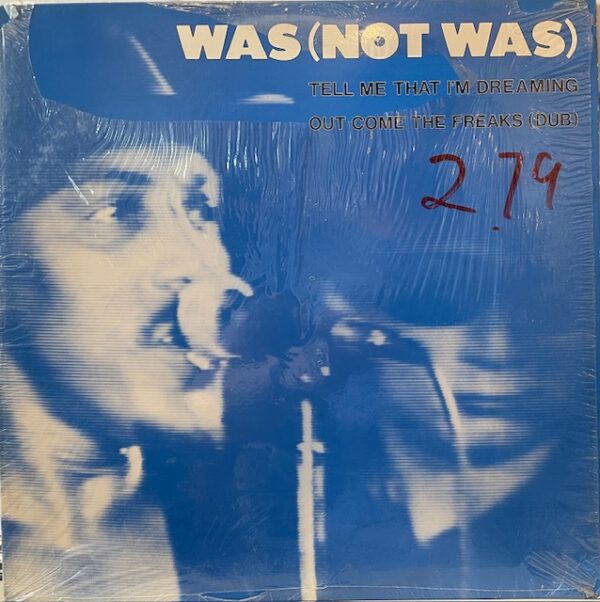 WAS (NOT WAS)
TELL ME THAT I'M DREAMING
OUT COME THE FREAKS (DUB)
2.79